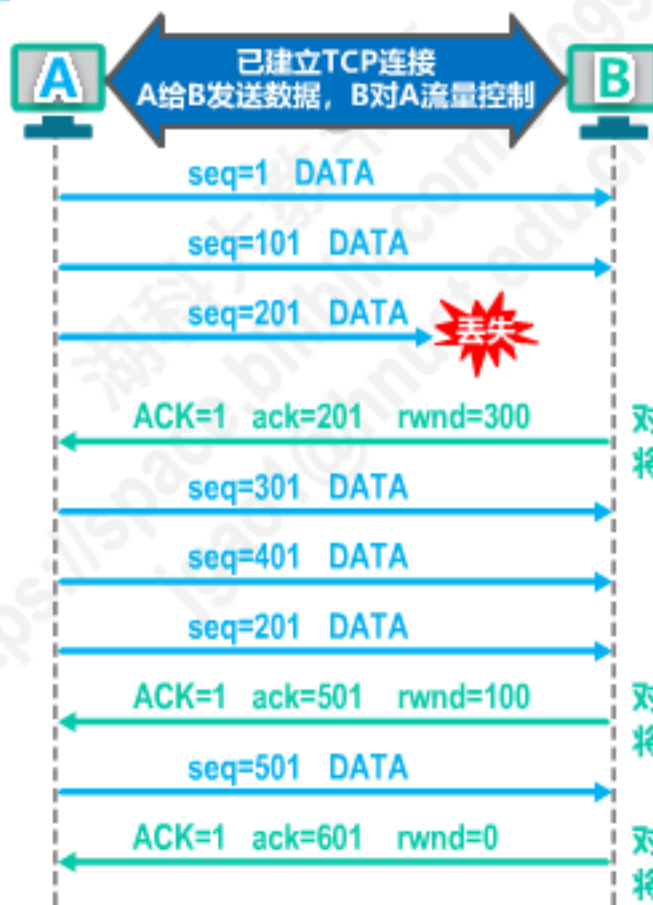 A
已建立TCP连接
A给B发送数据，B对A流量控制
B
seq=1 DATA
seq=101 DATA
seq=201 DATA
丢失
ACK=1 ack=201 rwnd=300
对
将
seq=301 DATA
seq=401 DATA
seq=201 DATA
ACK=1 ack=501 rwnd=100
对
将
seq=501 DATA
ACK=1 ack=601 rwnd=0
对
将